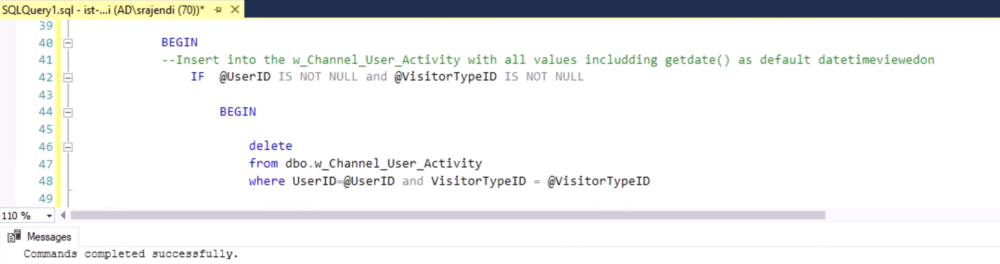 SQLQuery1.sql - ist-...i (AD\srajendi (70))*
39
40 BEGIN
41 --Insert into the w_Channel_User_Activity with all values includding getdate() as default datetimeviewedon
42 IF @UserID IS NOT NULL and @VisitorTypeID IS NOT NULL
43
44 BEGIN
45
46 delete
47 from dbo.w_Channel_User_Activity
48 where UserID=@UserID and VisitorTypeID = @VisitorTypeID
49
110 %
Messages
Commands completed successfully.